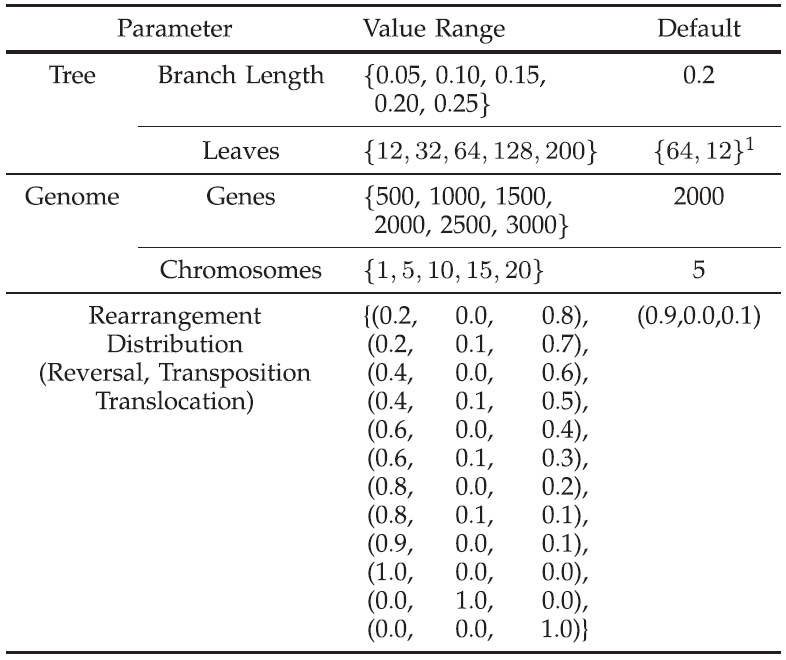 Parameter Value Range Default
Tree Branch Length {0.05, 0.10, 0.15, 0.2
0.20, 0.25}
Leaves {12, 32, 64, 128, 200} {64, 12}¹
Genome Genes {500, 1000, 1500, 2000
2000, 2500, 3000}
Chromosomes {1, 5, 10, 15, 20} 5
Rearrangement {(0.2, 0.0, 0.8), (0.9,0.0,0.1)
Distribution (0.2, 0.1, 0.7),
(Reversal, Transposition (0.4, 0.0, 0.6),
Translocation) (0.4, 0.1, 0.5),
(0.6, 0.0, 0.4),
(0.6, 0.1, 0.3),
(0.8, 0.0, 0.2),
(0.8, 0.1, 0.1),
(0.9, 0.0, 0.1),
(1.0, 0.0, 0.0),
(0.0, 1.0, 0.0),
(0.0, 0.0, 1.0)}